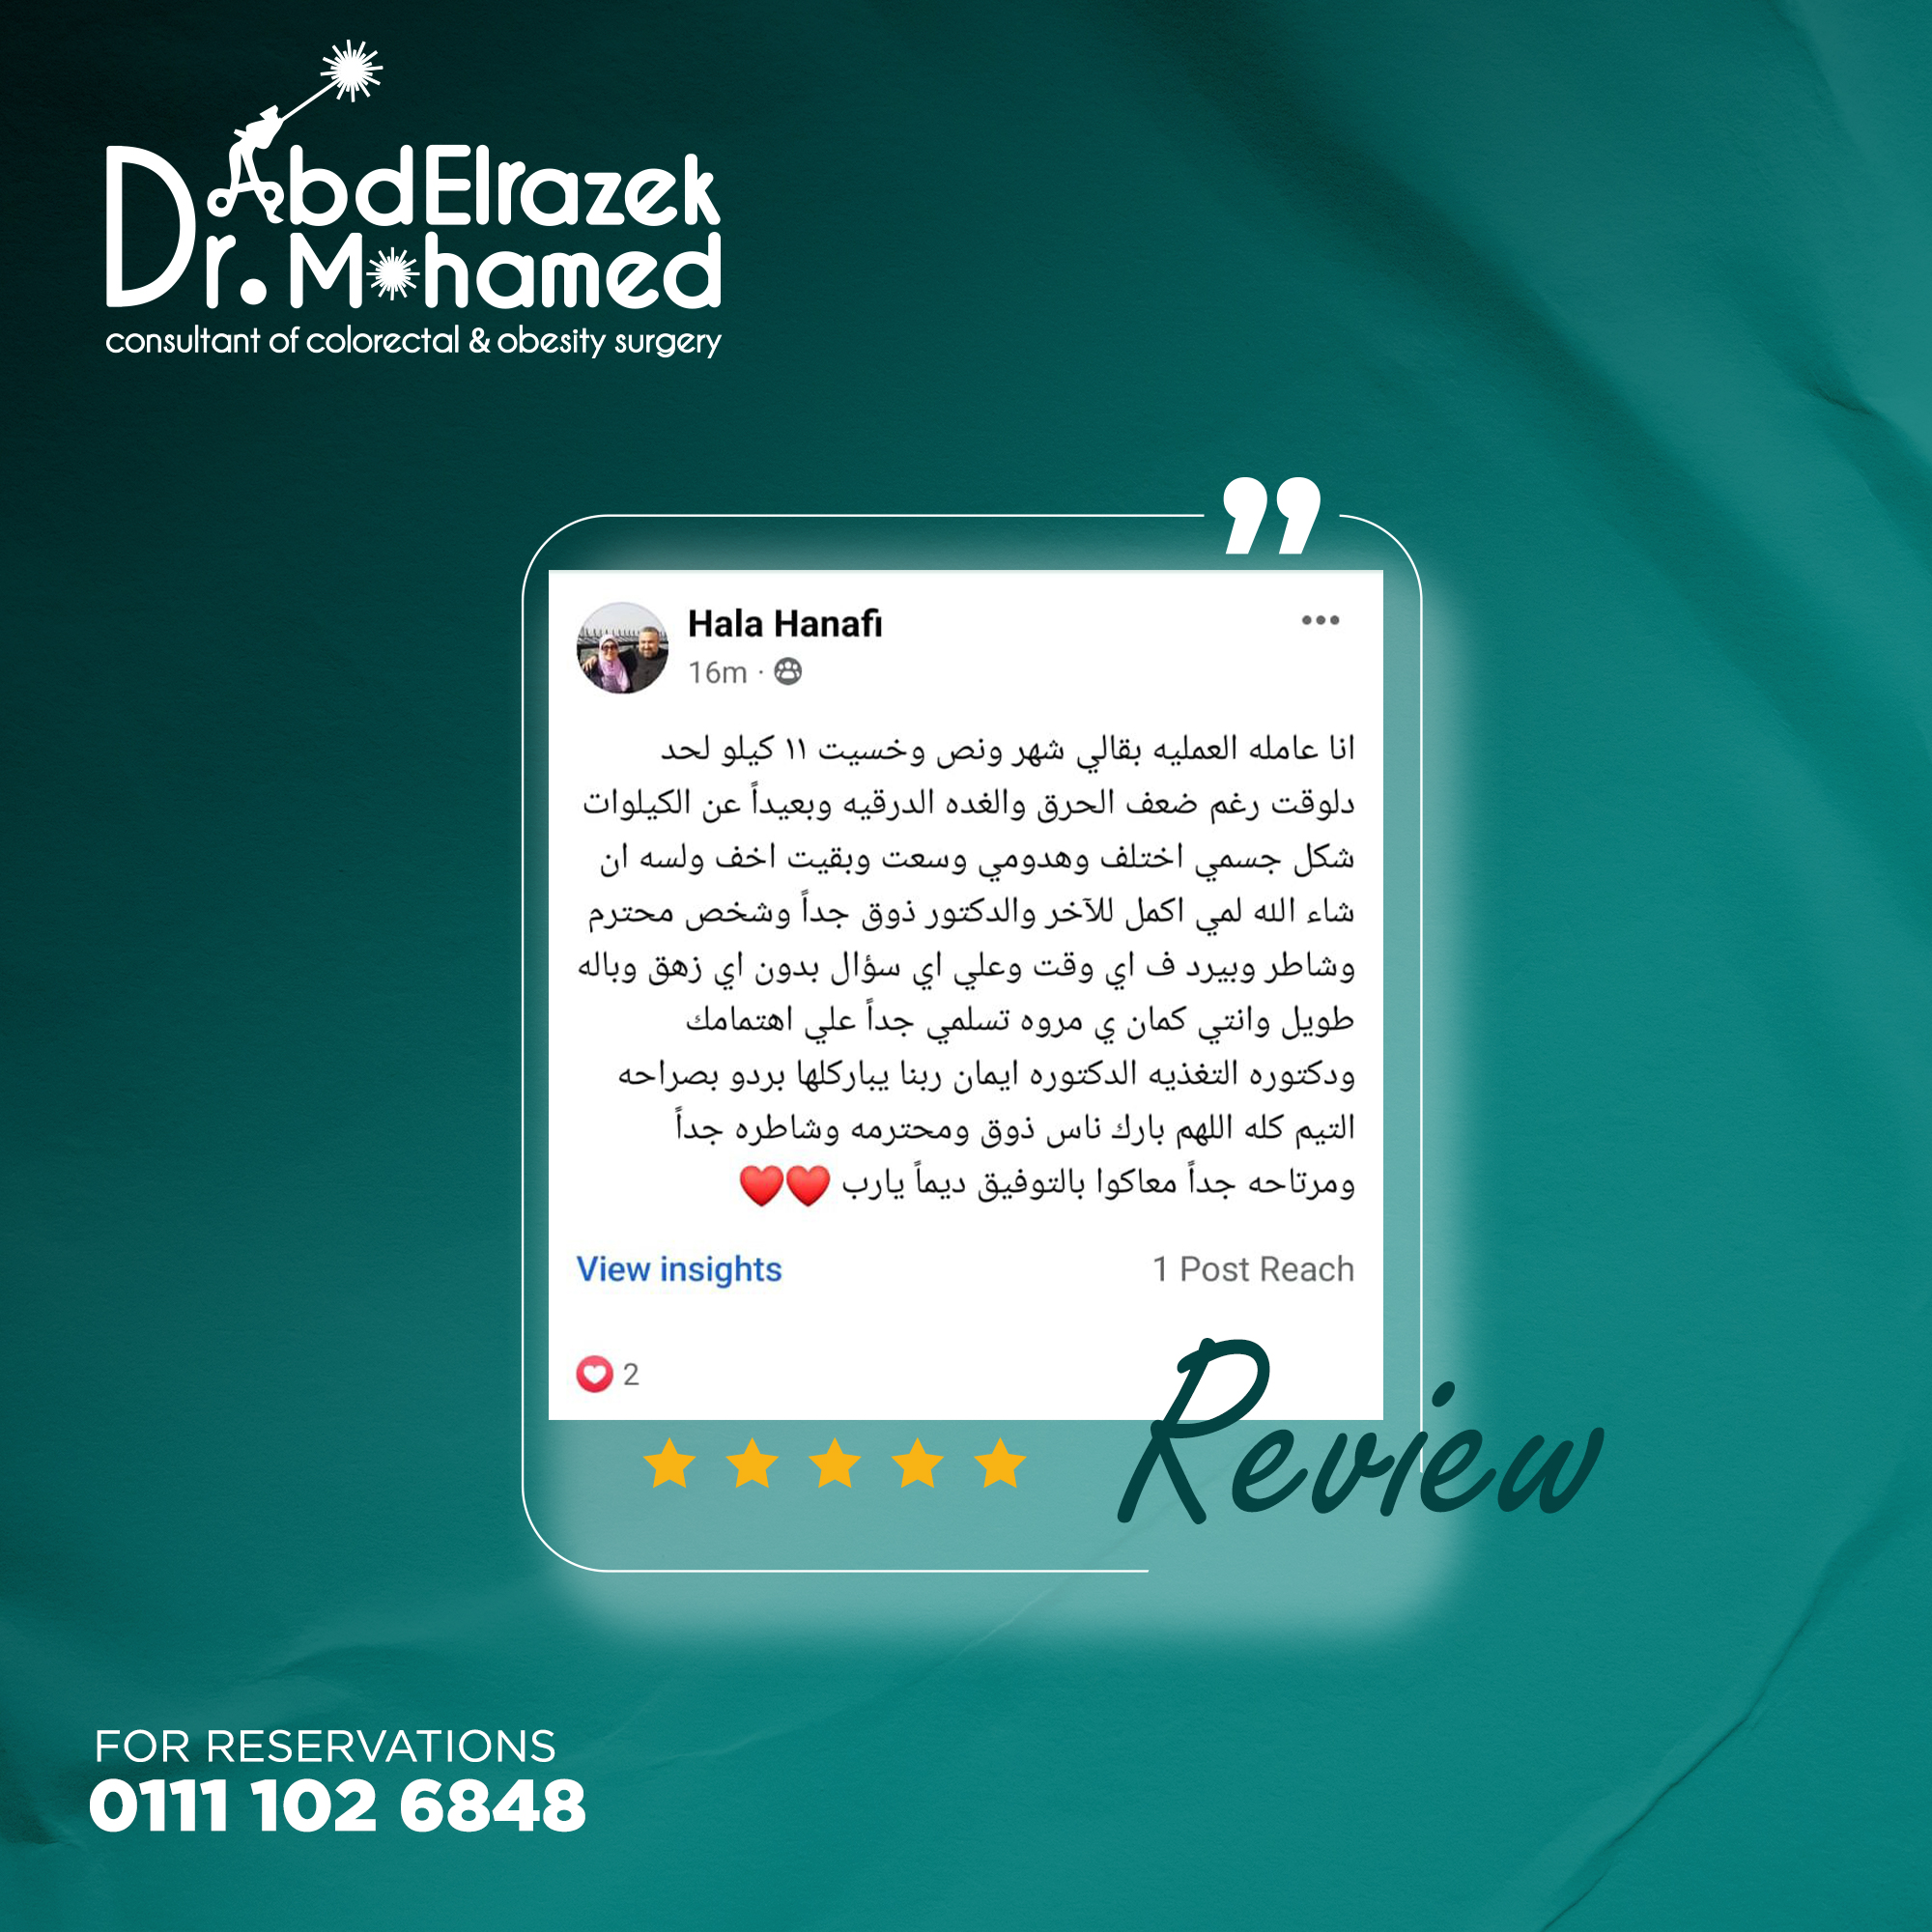 Dr. AbdElrazek
Mohamed
consultant of colorectal & obesity surgery
”
Hala Hanafi
16m ·
انا عامله العمليه بقالي شهر ونص وخسيت ١١ كيلو لحد
دلوقت رغم ضعف الحرق والغده الدرقيه وبعيداً عن الكيلوات
شكل جسمي اختلف وهدومي وسعت وبقيت اخف ولسه ان
شاء الله لمي اكمل للآخر والدكتور ذوق جداً وشخص محترم
وشاطر وبيرد ف اي وقت وعلي اي سؤال بدون اي زهق وباله
طويل وانتي كمان ي مروه تسلمي جداً علي اهتمامك
ودكتوره التغذيه الدكتوره ايمان ربنا يباركلها بردو بصراحه
التيم كله اللهم بارك ناس ذوق ومحترمه وشاطره جداً
ومرتاحه جداً معاكوا بالتوفيق ديماً يارب ❤️❤️
View insights
1 Post Reach
2
Review
FOR RESERVATIONS
0111 102 6848